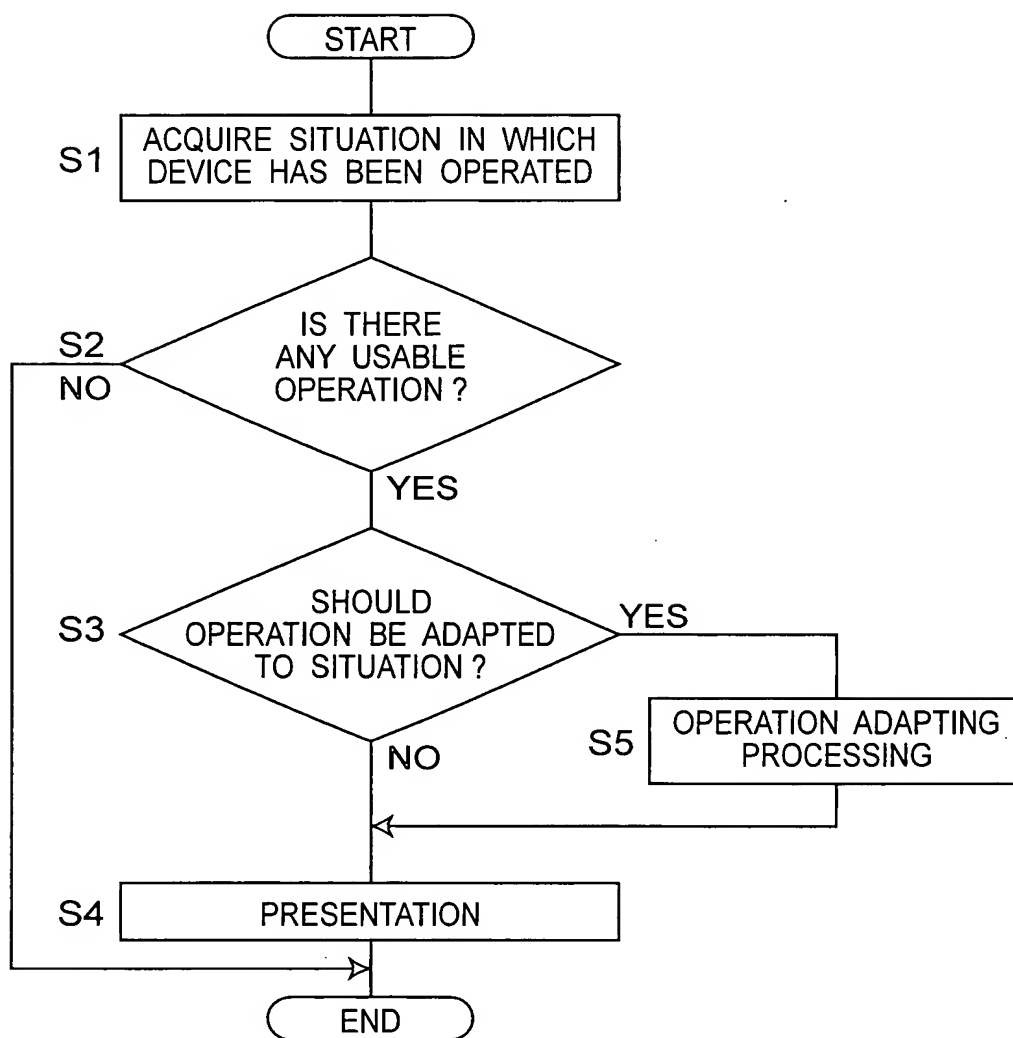 START
S1
ACQUIRE SITUATION IN WHICH
DEVICE HAS BEEN OPERATED
S2
NO
IS THERE
ANY USABLE
OPERATION ?
YES
S3
SHOULD
OPERATION BE ADAPTED
TO SITUATION ?
YES
NO
S5
OPERATION ADAPTING
PROCESSING
S4
PRESENTATION
END